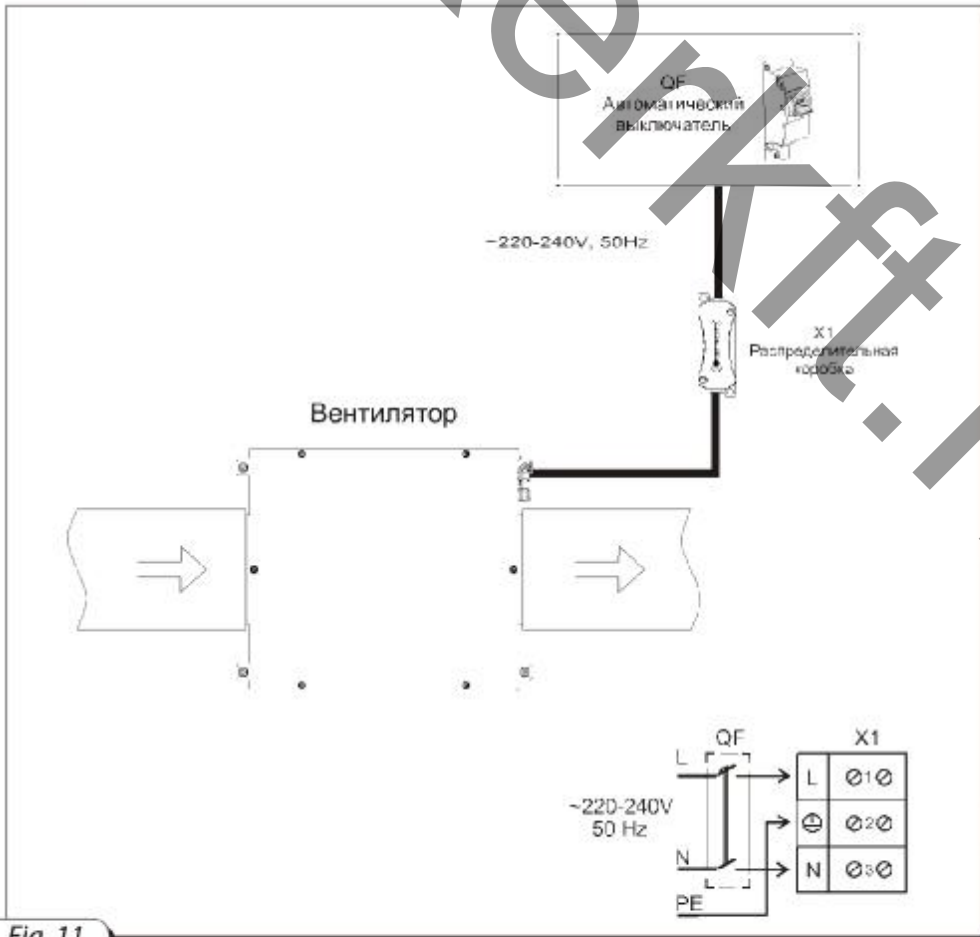 QF
Автоматический
выключатель
~220-240V, 50Hz
X1
Распределительная
коробка
Вентилятор
QF
X1
L
L
1
~220-240V
50 Hz
2
N
N
3
PE
Fig. 11
erkft.